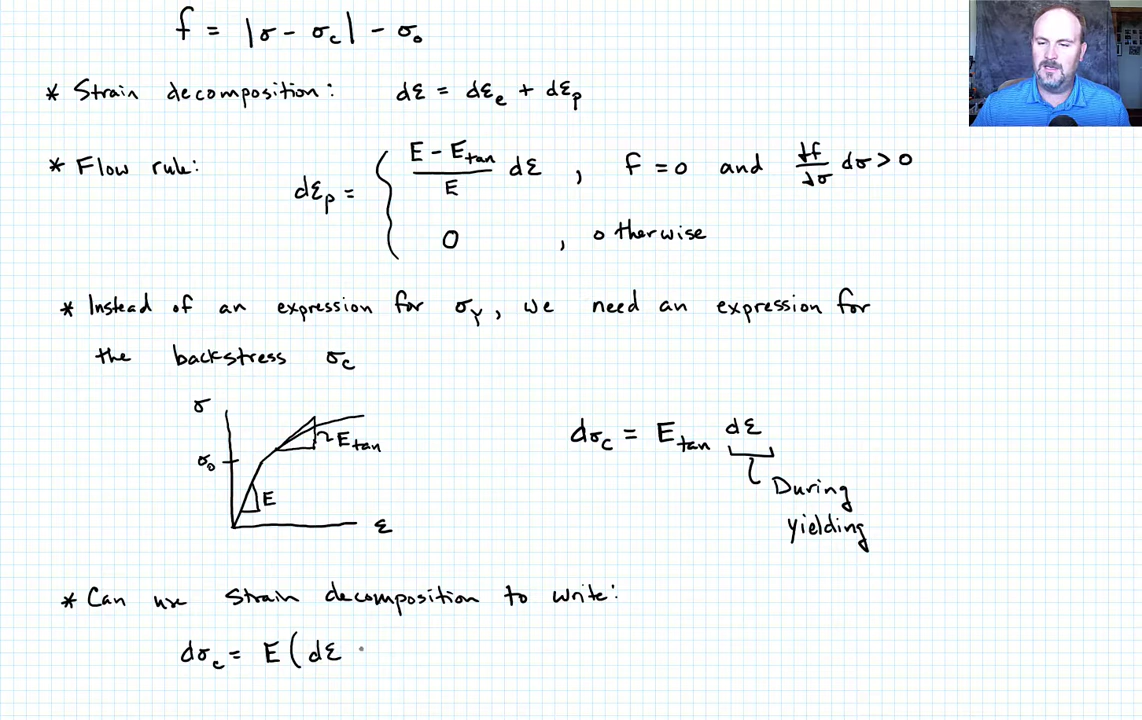 f = |σ - σc| - σ₀
* Strain decomposition: dε = dεe + dεp
* Flow rule: dεp = { (E - Etan)/E dε , f = 0 and ∂f/∂σ dσ > 0
0 , otherwise
* Instead of an expression for σY, we need an expression for
the backstress σc
σ
σ₀
E
Etan
ε
dσc = Etan dε
During
yielding
* Can use strain decomposition to write:
dσc = E ( dε